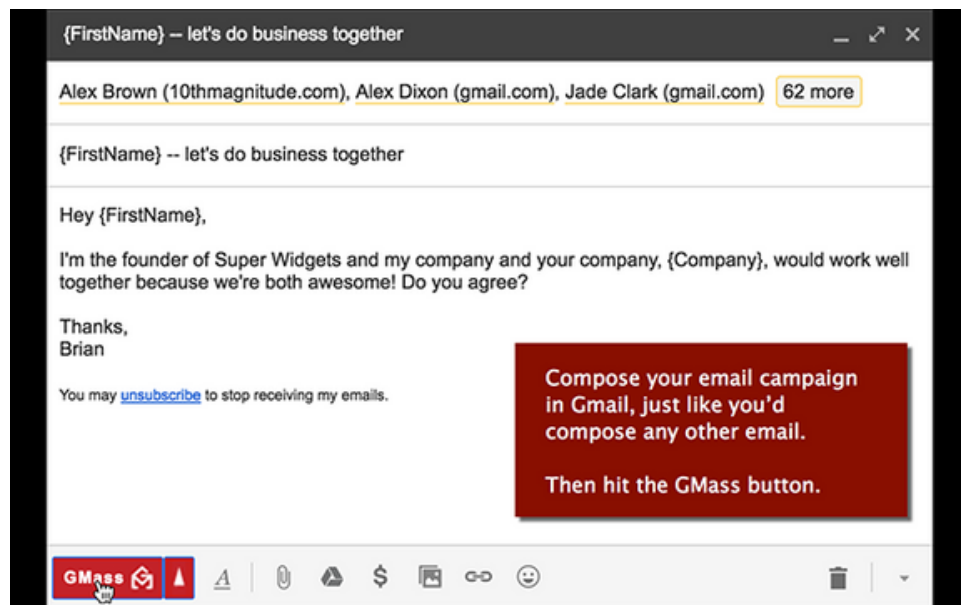 {FirstName} -- let's do business together
Alex Brown (10thmagnitude.com), Alex Dixon (gmail.com), Jade Clark (gmail.com) 62 more
{FirstName} -- let's do business together
Hey {FirstName},
I'm the founder of Super Widgets and my company and your company, {Company}, would work well
together because we're both awesome! Do you agree?
Thanks,
Brian
You may unsubscribe to stop receiving my emails.
Compose your email campaign
in Gmail, just like you'd
compose any other email.
Then hit the GMass button.
GMass A $